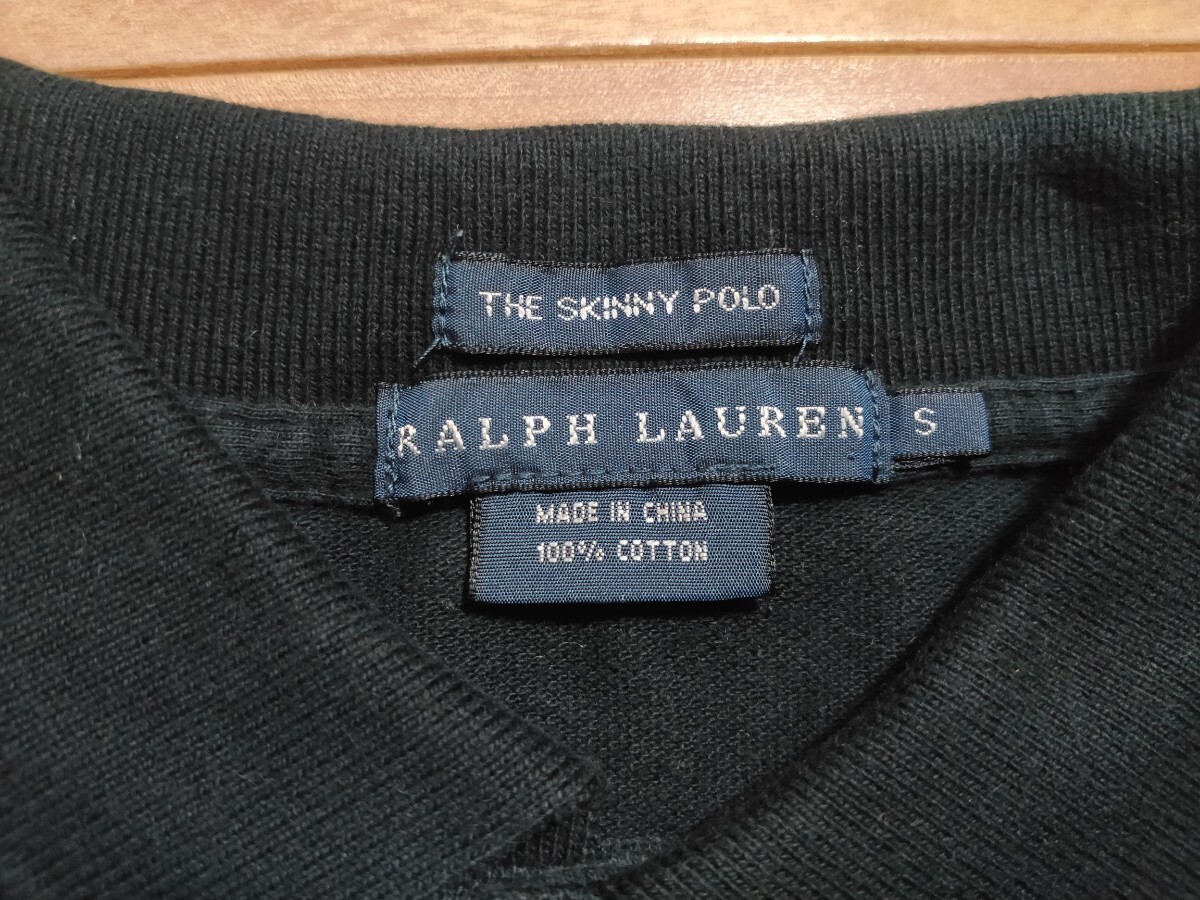 THE SKINNY POLO
RALPH LAUREN
S
MADE IN CHINA
100% COTTON